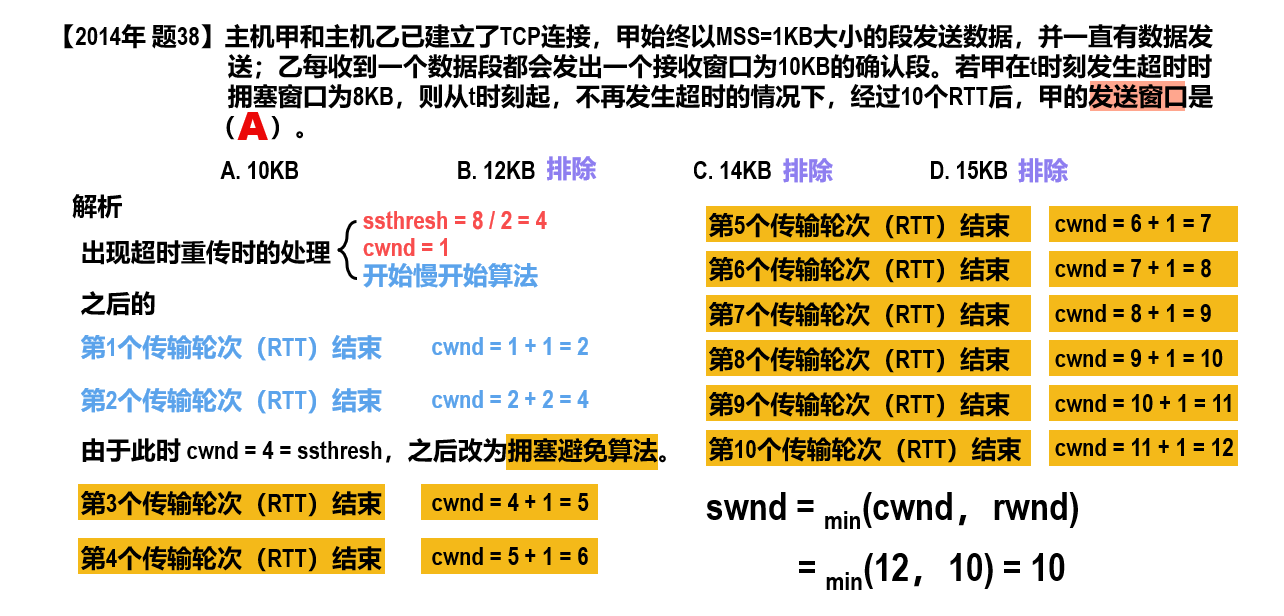 【2014年 题38】主机甲和主机乙已建立了TCP连接，甲始终以MSS=1KB大小的段发送数据，并一直有数据发
送；乙每收到一个数据段都会发出一个接收窗口为10KB的确认段。若甲在t时刻发生超时时
拥塞窗口为8KB，则从t时刻起，不再发生超时的情况下，经过10个RTT后，甲的发送窗口是
（A）。
A. 10KB B. 12KB 排除 C. 14KB 排除 D. 15KB 排除
解析
出现超时重传时的处理
ssthresh = 8 / 2 = 4
cwnd = 1
开始慢开始算法
之后的
第1个传输轮次（RTT）结束 cwnd = 1 + 1 = 2
第2个传输轮次（RTT）结束 cwnd = 2 + 2 = 4
由于此时 cwnd = 4 = ssthresh，之后改为拥塞避免算法。
第3个传输轮次（RTT）结束 cwnd = 4 + 1 = 5
第4个传输轮次（RTT）结束 cwnd = 5 + 1 = 6
第5个传输轮次（RTT）结束 cwnd = 6 + 1 = 7
第6个传输轮次（RTT）结束 cwnd = 7 + 1 = 8
第7个传输轮次（RTT）结束 cwnd = 8 + 1 = 9
第8个传输轮次（RTT）结束 cwnd = 9 + 1 = 10
第9个传输轮次（RTT）结束 cwnd = 10 + 1 = 11
第10个传输轮次（RTT）结束 cwnd = 11 + 1 = 12
swnd = min(cwnd，rwnd)
= min(12，10) = 10